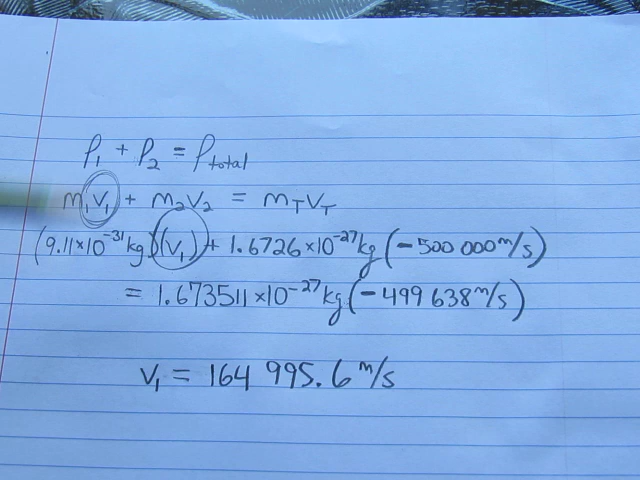 P₁ + P₂ = P total
m₁v₁ + m₂v₂ = m_T v_T
(9.11×10⁻³¹ kg)(v₁) + 1.6726×10⁻²⁷ kg (-500 000 m/s)
= 1.673511×10⁻²⁷ kg (-499 638 m/s)
v₁ = 164 995.6 m/s